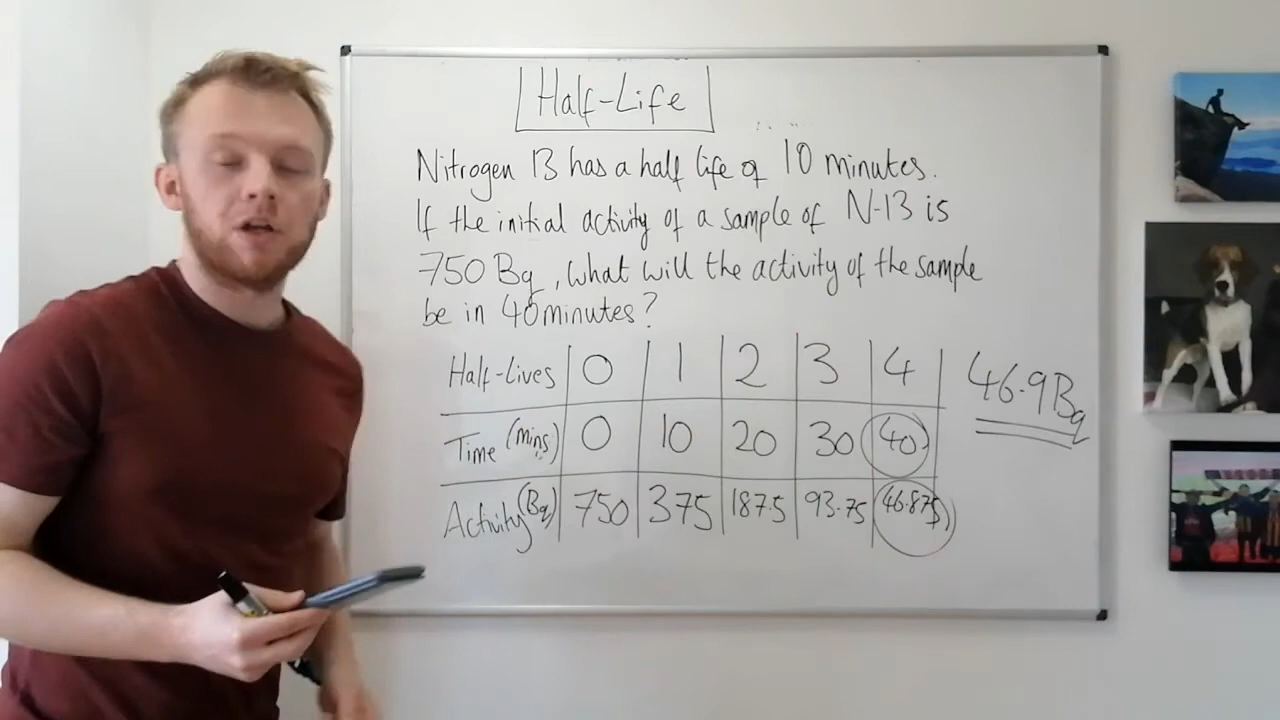 Half-Life
Nitrogen 13 has a half life of 10 minutes.
If the initial activity of a sample of N-13 is
750 Bq, what will the activity of the sample
be in 40 minutes?
Half-Lives 0 1 2 3 4 46.9Bq
Time (mins) 0 10 20 30 40
Activity (Bq) 750 375 187.5 93.75 46.875